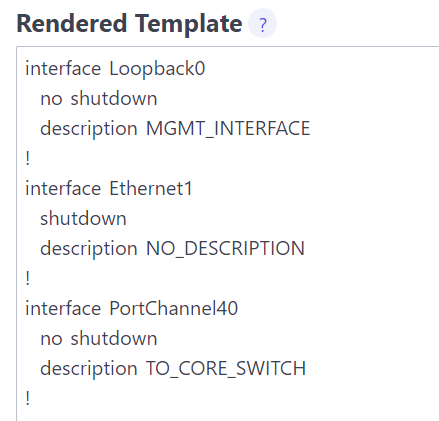 Rendered Template ?
interface Loopback0
no shutdown
description MGMT_INTERFACE
!
interface Ethernet1
shutdown
description NO_DESCRIPTION
!
interface PortChannel40
no shutdown
description TO_CORE_SWITCH
!